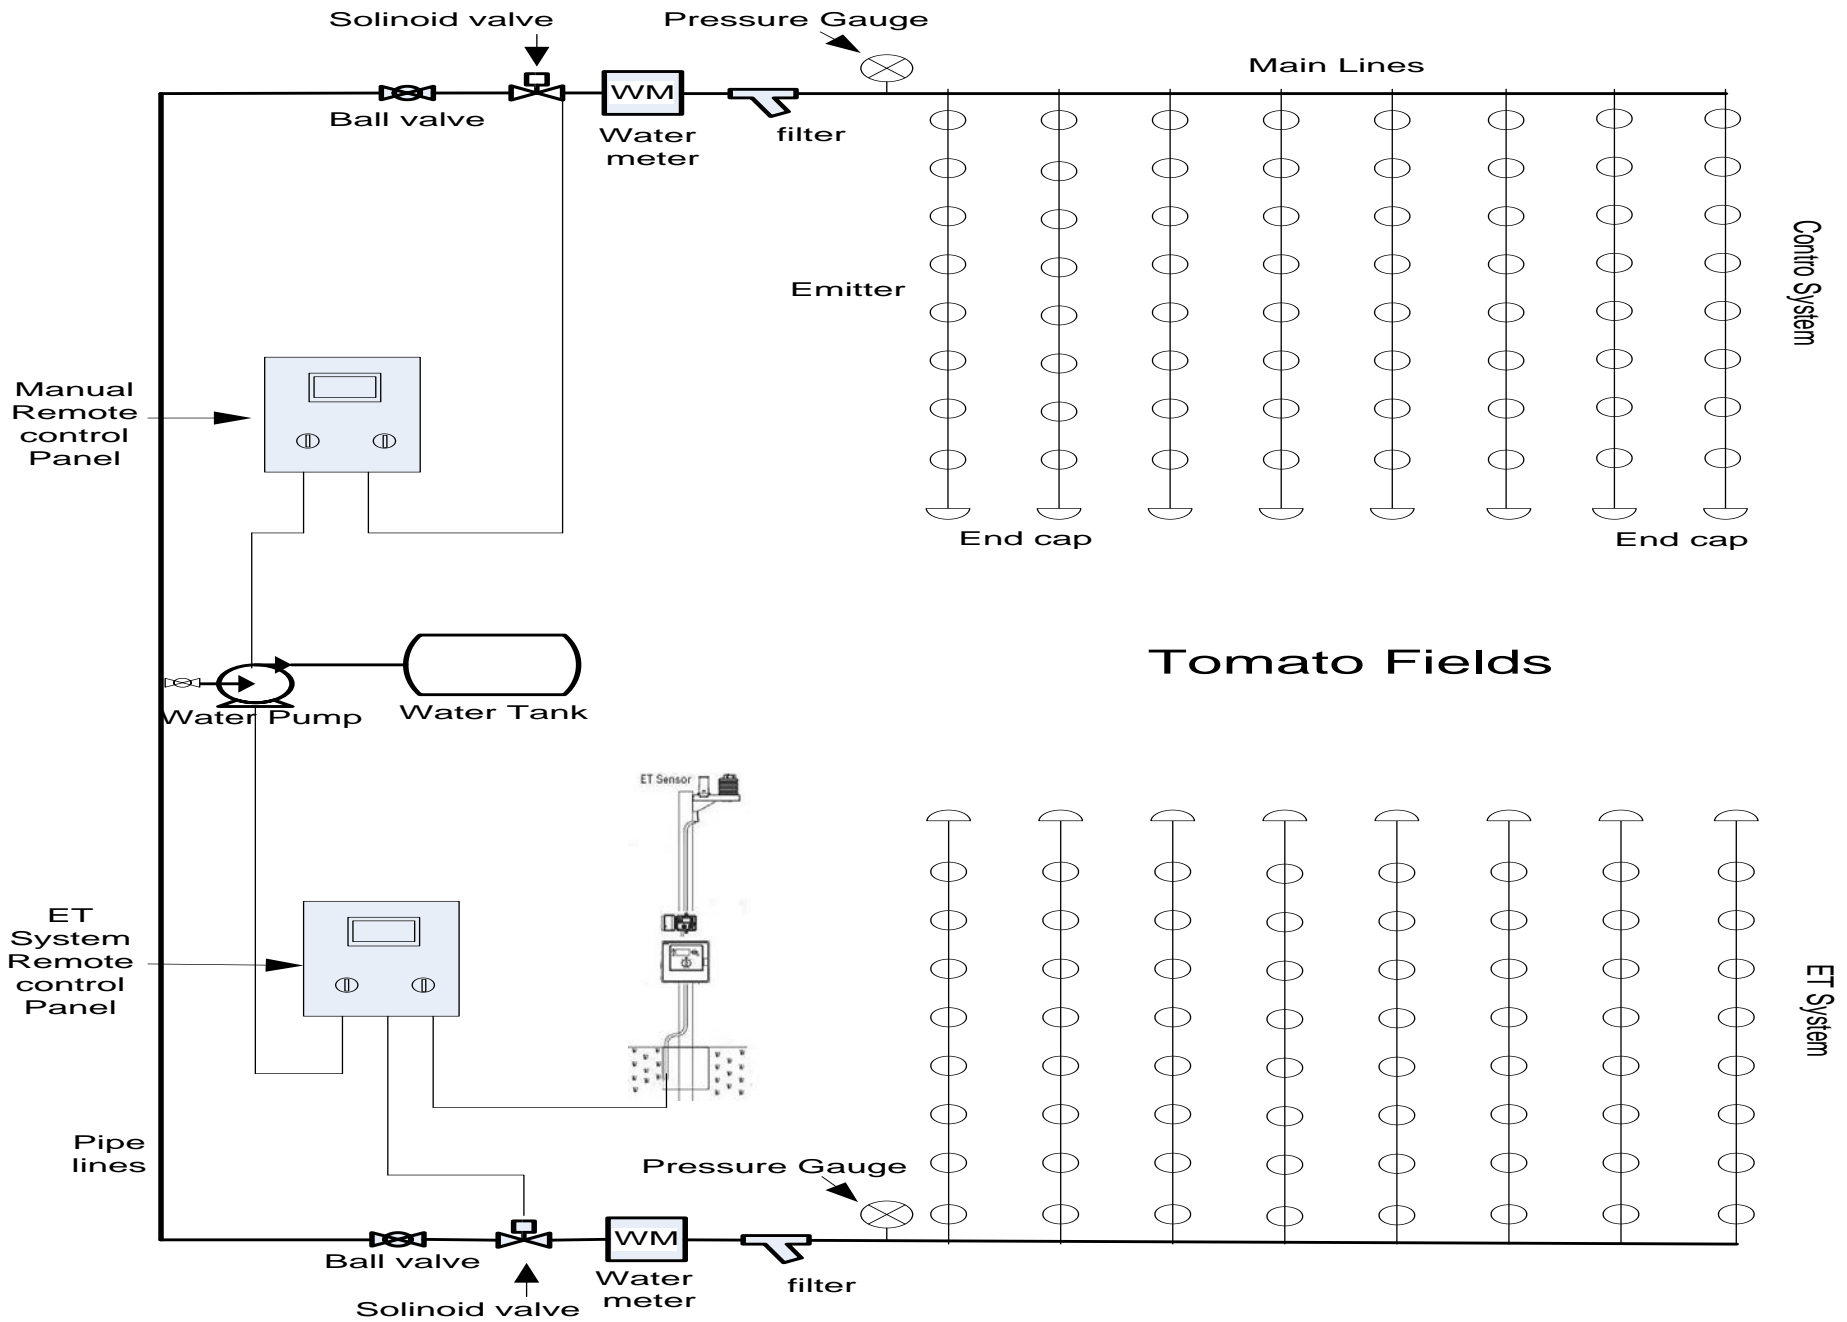 Solinoid valve
Pressure Gauge
Main Lines
WM
Ball valve
Water
meter
filter
Emitter
Contro System
Manual
Remote
control
Panel
End cap
End cap
Tomato Fields
Water Pump
Water Tank
ET Sensor
ET
System
Remote
control
Panel
ET System
Pipe
lines
Pressure Gauge
WM
Ball valve
Water
meter
filter
Solinoid valve